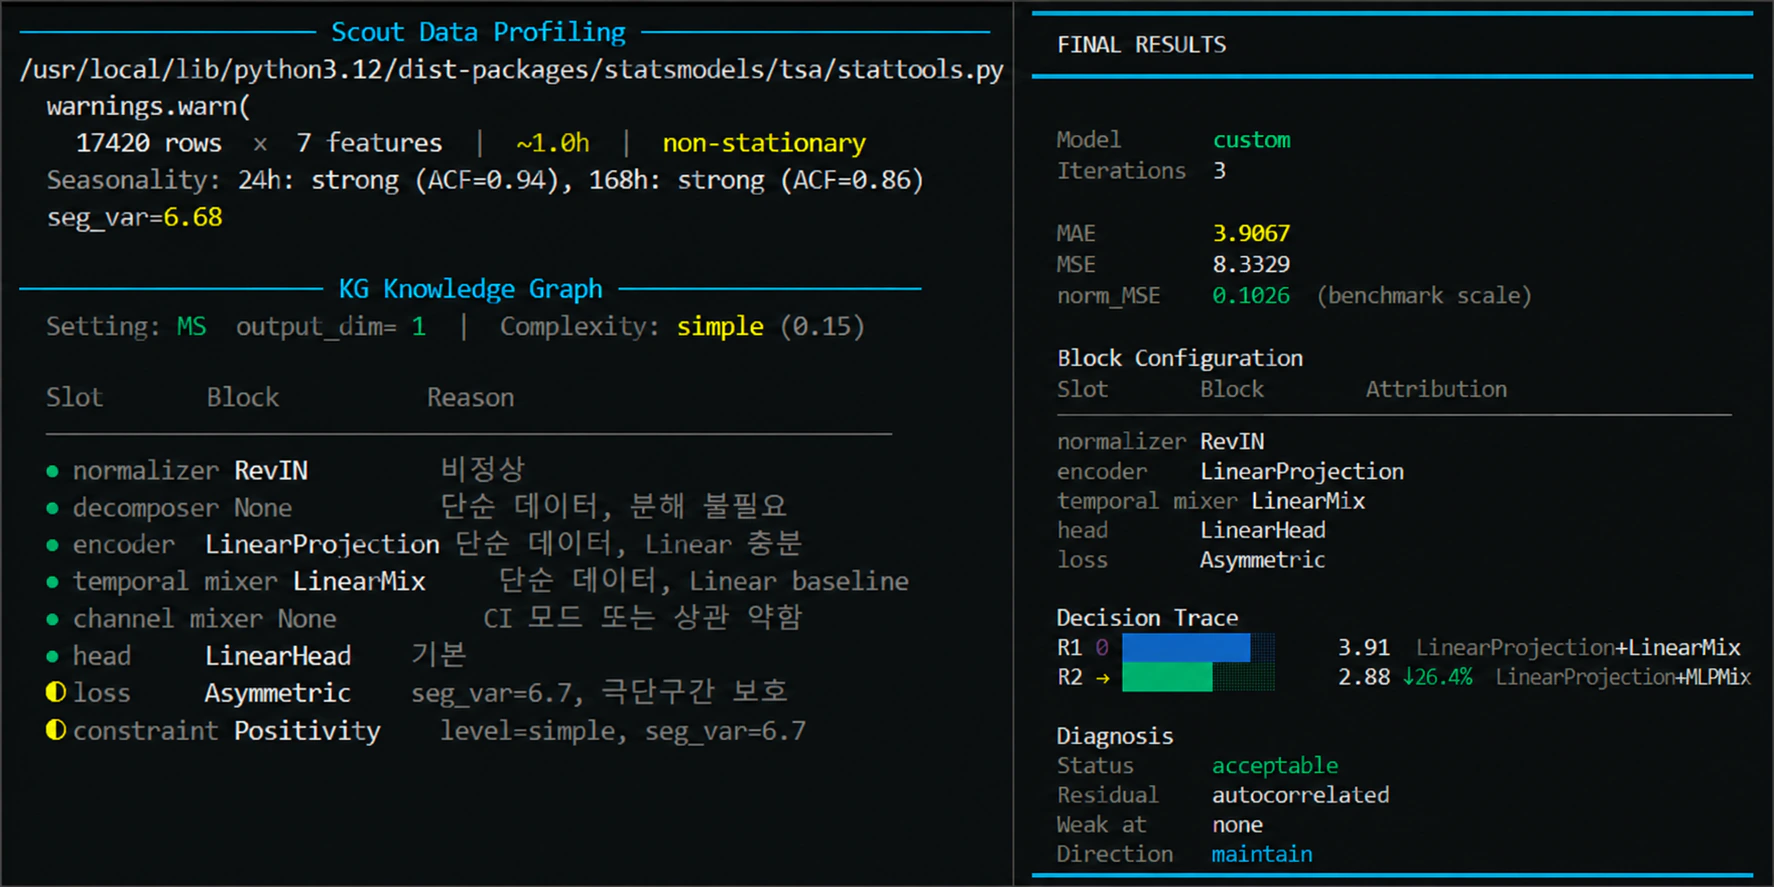 Scout Data Profiling
/usr/local/lib/python3.12/dist-packages/statsmodels/tsa/stattools.py
warnings.warn(
17420 rows × 7 features | ~1.0h | non-stationary
Seasonality: 24h: strong (ACF=0.94), 168h: strong (ACF=0.86)
seg_var=6.68
KG Knowledge Graph
Setting: MS output_dim= 1 | Complexity: simple (0.15)
Slot Block Reason
normalizer RevIN 비정상
decomposer None 단순 데이터, 분해 불필요
encoder LinearProjection 단순 데이터, Linear 충분
temporal mixer LinearMix 단순 데이터, Linear baseline
channel mixer None CI 모드 또는 상관 약함
head LinearHead 기본
loss Asymmetric seg_var=6.7, 극단구간 보호
constraint Positivity level=simple, seg_var=6.7
FINAL RESULTS
Model custom
Iterations 3
MAE 3.9067
MSE 8.3329
norm_MSE 0.1026 (benchmark scale)
Block Configuration
Slot Block Attribution
normalizer RevIN
encoder LinearProjection
temporal mixer LinearMix
head LinearHead
loss Asymmetric
Decision Trace
R1 0 3.91 LinearProjection+LinearMix
R2 → 2.88 ↓26.4% LinearProjection+MLPMix
Diagnosis
Status acceptable
Residual autocorrelated
Weak at none
Direction maintain